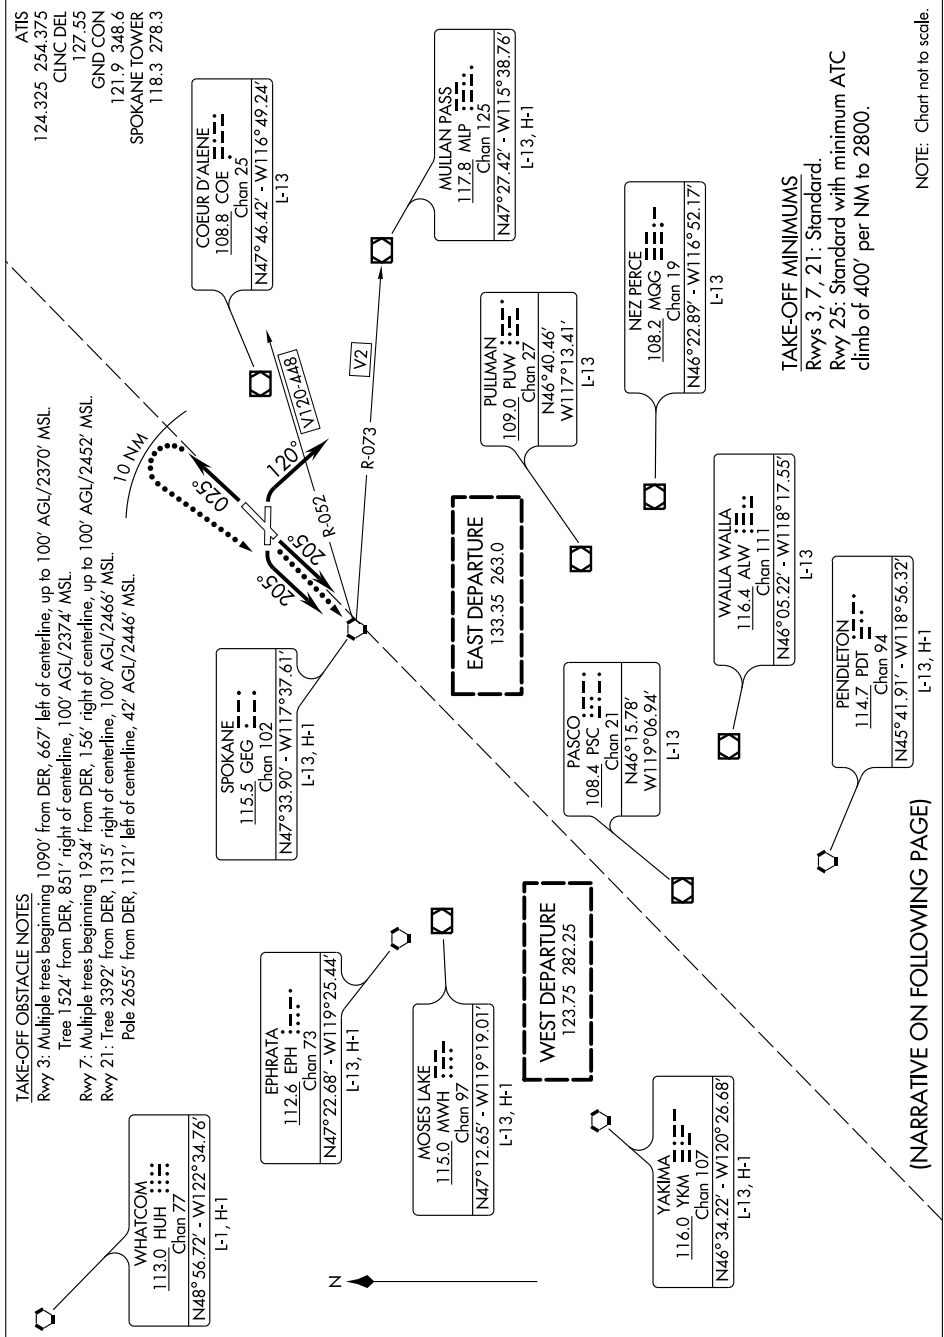 TAKE-OFF OBSTACLE NOTES
Rwy 3: Multiple trees beginning 1090' from DER, 667' left of centerline, up to 100' AGL/2370' MSL.
Tree 1524' from DER, 851' right of centerline, 100' AGL/2374' MSL.
Rwy 7: Multiple trees beginning 1934' from DER, 156' right of centerline, up to 100' AGL/2452' MSL.
Rwy 21: Tree 3392' from DER, 1315' right of centerline, 100' AGL/2466' MSL.
Pole 2655' from DER, 1121' left of centerline, 42' AGL/2446' MSL.
ATIS
124.325 254.375
CLNC DEL
127.55
GND CON
121.9 348.6
SPOKANE TOWER
118.3 278.3
WHATCOM
113.0 HUH
Chan 77
N48°56.72' - W122°34.76'
L-1, H-1
SPOKANE
115.5 GEG
Chan 102
N47°33.90' - W117°37.61'
L-13, H-1
COEUR D'ALENE
108.8 COE
Chan 25
N47°46.42' - W116°49.24'
L-13
10 NM
025°
205°
205°
120°
V120-448
R-052
V2
R-073
EPHRATA
112.6 EPH
Chan 73
N47°22.68' - W119°25.44'
L-13, H-1
MULLAN PASS
117.8 MLP
Chan 125
N47°27.42' - W115°38.76'
L-13, H-1
MOSES LAKE
115.0 MWH
Chan 97
N47°12.65' - W119°19.01'
L-13, H-1
EAST DEPARTURE
133.35 263.0
PULLMAN
109.0 PUW
Chan 27
N46°40.46'
W117°13.41'
L-13
WEST DEPARTURE
123.75 282.25
PASCO
108.4 PSC
Chan 21
N46°15.78'
W119°06.94'
L-13
NEZ PERCE
108.2 MQG
Chan 19
N46°22.89' - W116°52.17'
L-13
YAKIMA
116.0 YKM
Chan 107
N46°34.22' - W120°26.68'
L-13, H-1
WALLA WALLA
116.4 ALW
Chan 111
N46°05.22' - W118°17.55'
L-13
PENDLETON
114.7 PDT
Chan 94
N45°41.91' - W118°56.32'
L-13, H-1
N
TAKE-OFF MINIMUMS
Rwys 3, 7, 21: Standard.
Rwy 25: Standard with minimum ATC
climb of 400' per NM to 2800.
(NARRATIVE ON FOLLOWING PAGE)
NOTE: Chart not to scale.